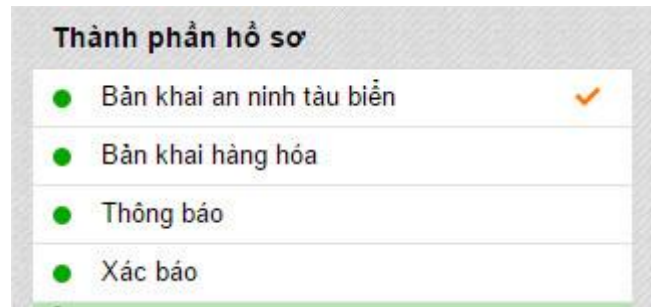 Thành phần hồ sơ
Bản khai an ninh tàu biển
Bản khai hàng hóa
Thông báo
Xác báo